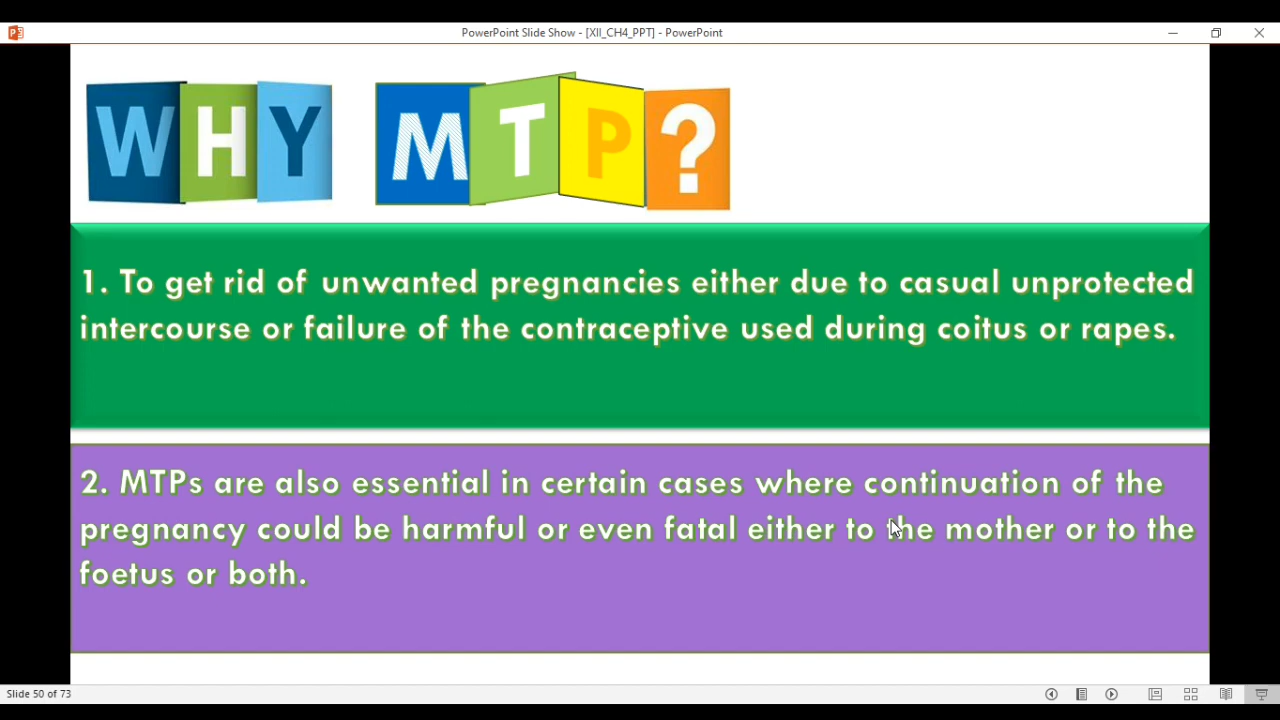 PowerPoint Slide Show - [XII_CH4_PPT] - PowerPoint
WHY MTP?
1. To get rid of unwanted pregnancies either due to casual unprotected
intercourse or failure of the contraceptive used during coitus or rapes.
2. MTPs are also essential in certain cases where continuation of the
pregnancy could be harmful or even fatal either to the mother or to the
foetus or both.
Slide 50 of 73